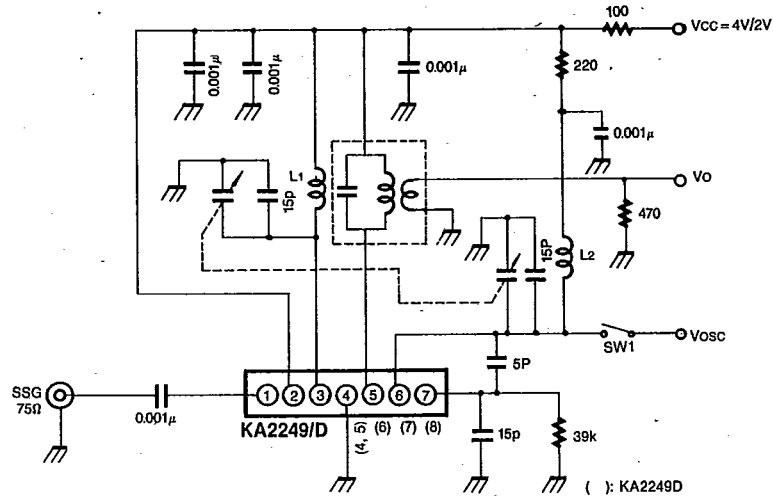 100
VCC = 4V/2V
0.001μ
0.001μ
0.001μ
220
0.001μ
L1
15p
VO
470
15P
L2
SW1
VOSC
5P
SSG
75Ω
0.001μ
1 2 3 4 5 6 7
KA2249/D
(4, 5) (6) (7) (8)
15p
39k
( ): KA2249D